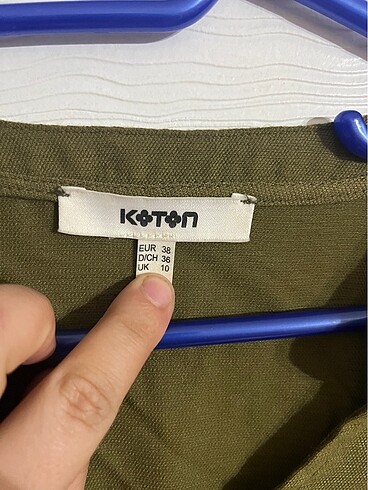 KOTON
EUR 38
D/CH 36
UK 10